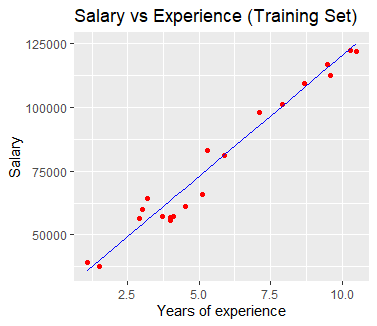 Salary vs Experience (Training Set)
125000
100000
75000
50000
Salary
2.5 5.0 7.5 10.0
Years of experience